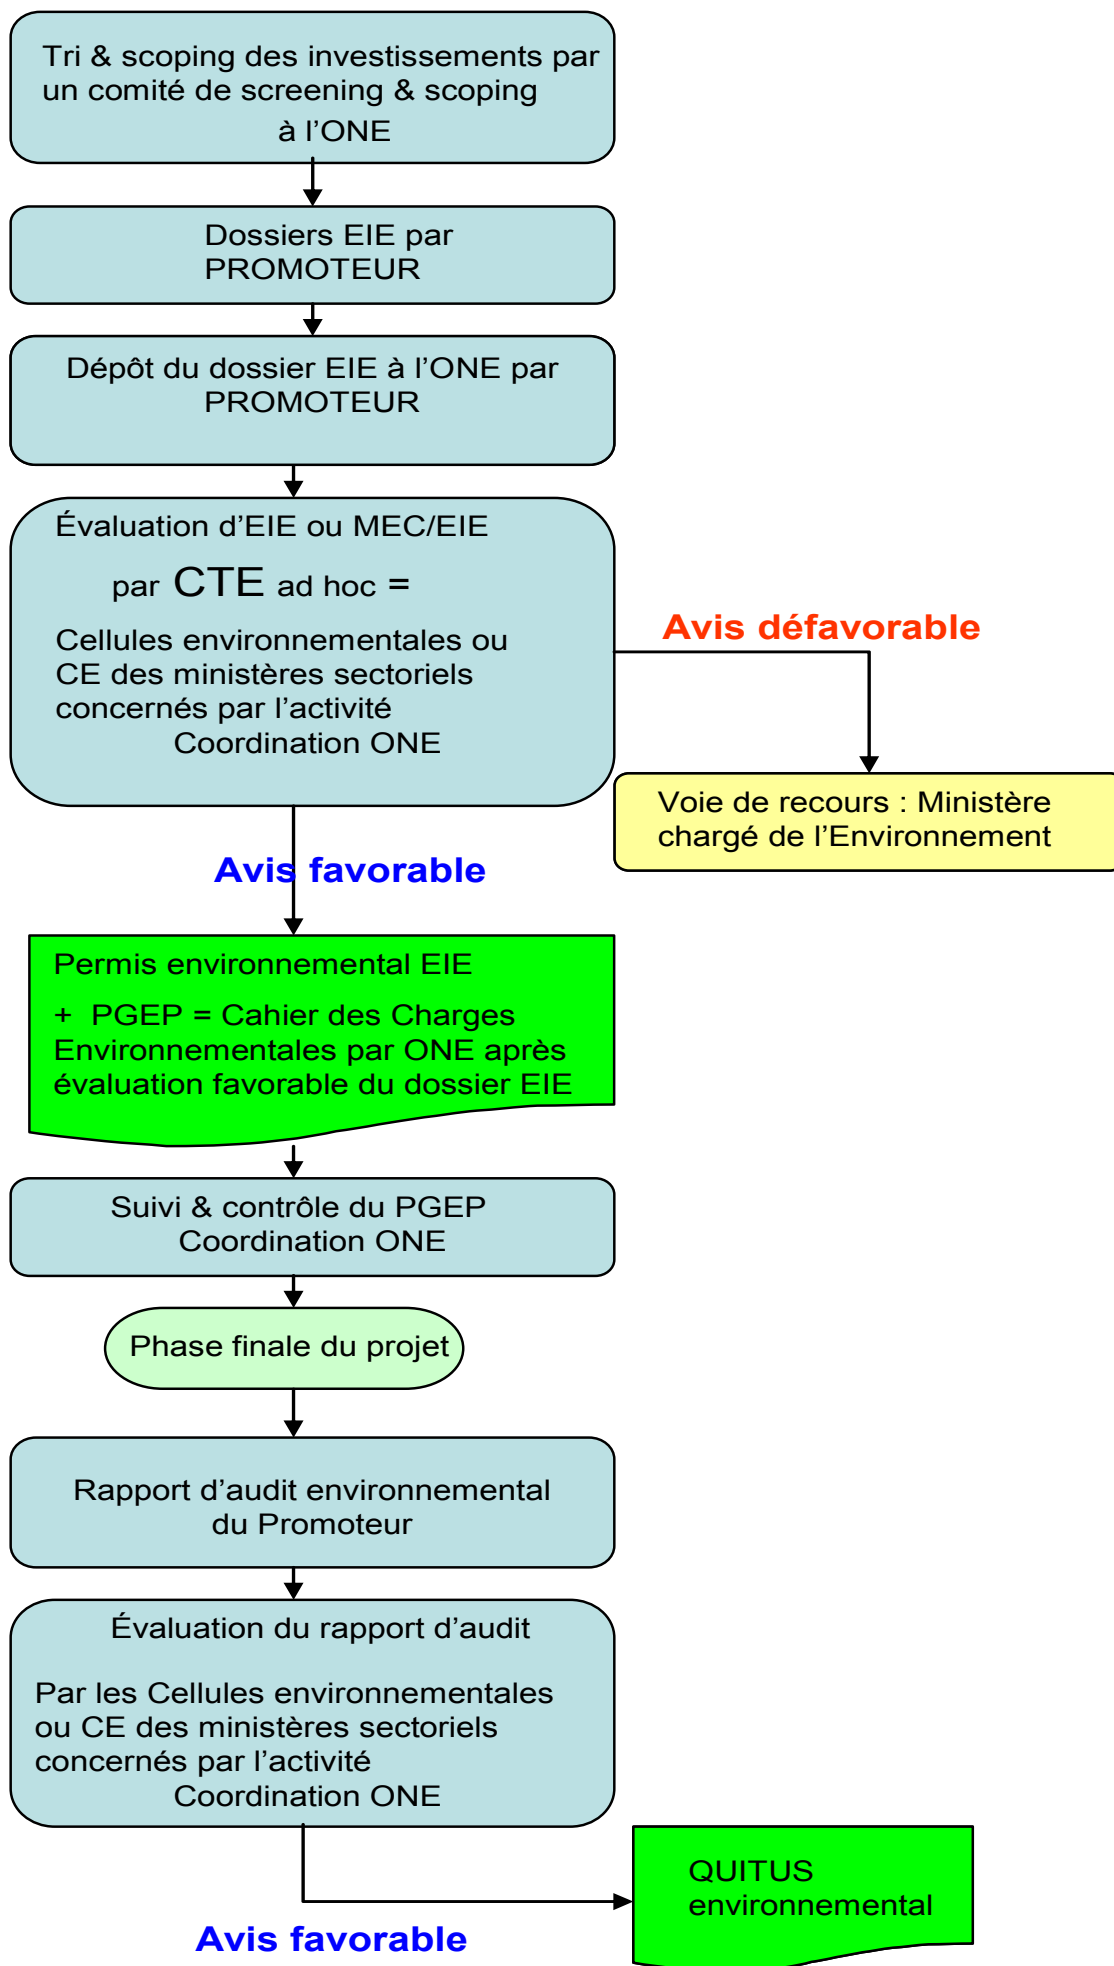 Tri & scoping des investissements par
un comité de screening & scoping
à l’ONE
Dossiers EIE par
PROMOTEUR
Dépôt du dossier EIE à l’ONE par
PROMOTEUR
Évaluation d’EIE ou MEC/EIE
par CTE ad hoc =
Cellules environnementales ou
CE des ministères sectoriels
concernés par l’activité
Coordination ONE
Avis défavorable
Voie de recours : Ministère
chargé de l’Environnement
Avis favorable
Permis environnemental EIE
+ PGEP = Cahier des Charges
Environnementales par ONE après
évaluation favorable du dossier EIE
Suivi & contrôle du PGEP
Coordination ONE
Phase finale du projet
Rapport d’audit environnemental
du Promoteur
Évaluation du rapport d’audit
Par les Cellules environnementales
ou CE des ministères sectoriels
concernés par l’activité
Coordination ONE
QUITUS
environnemental
Avis favorable